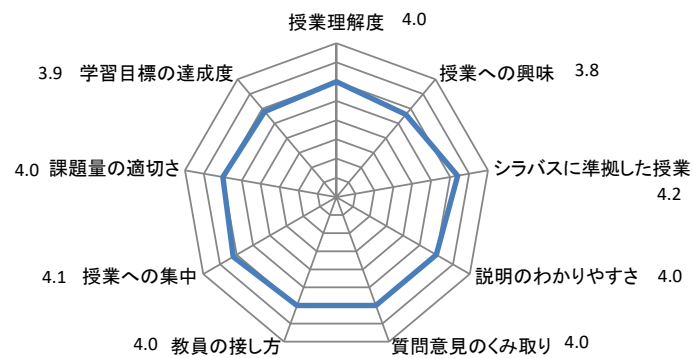 授業理解度 4.0
授業への興味 3.8
シラバスに準拠した授業
4.2
説明のわかりやすさ 4.0
質問意見のくみ取り 4.0
4.0 教員の接し方
4.1 授業への集中
4.0 課題量の適切さ
3.9 学習目標の達成度